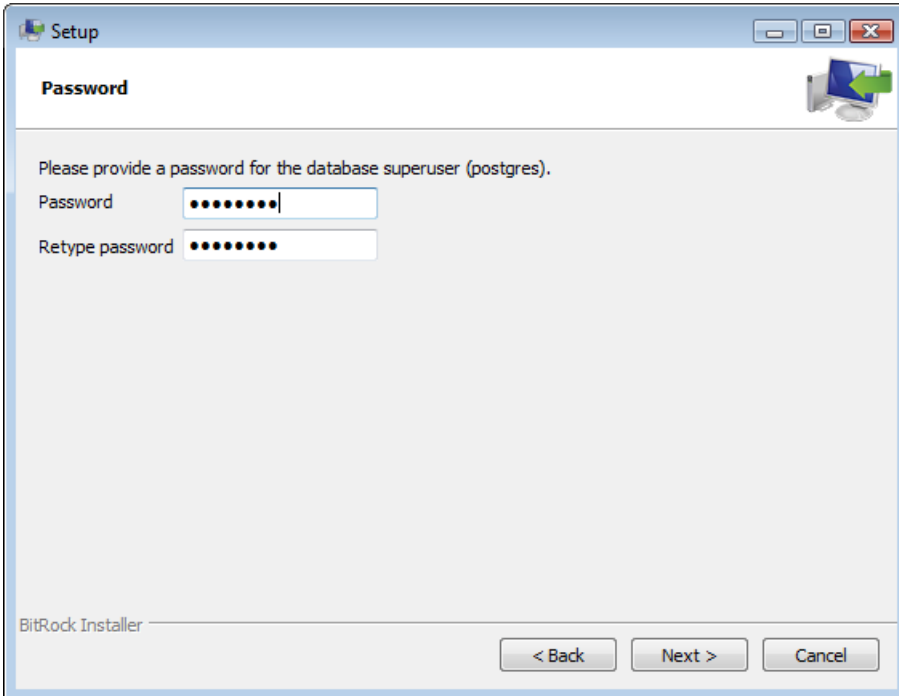 Setup
Password
Please provide a password for the database superuser (postgres).
Password ••••••••
Retype password ••••••••
BitRock Installer
< Back Next > Cancel